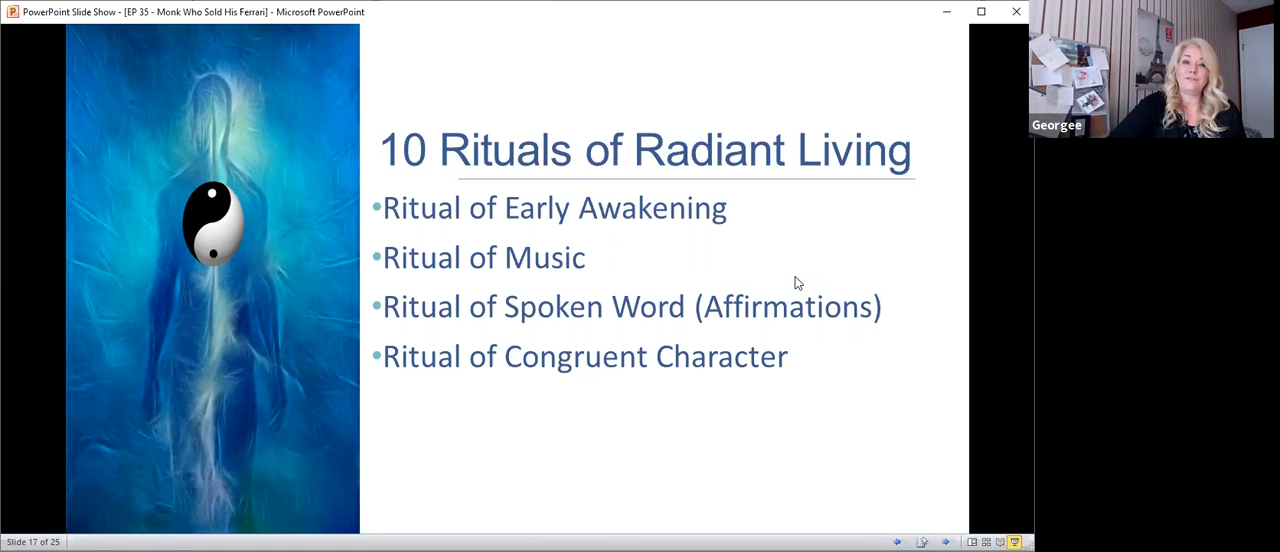 PowerPoint Slide Show - [EP 35 - Monk Who Sold His Ferrari] - Microsoft PowerPoint
Georgee
10 Rituals of Radiant Living
•Ritual of Early Awakening
•Ritual of Music
•Ritual of Spoken Word (Affirmations)
•Ritual of Congruent Character
Slide 17 of 25